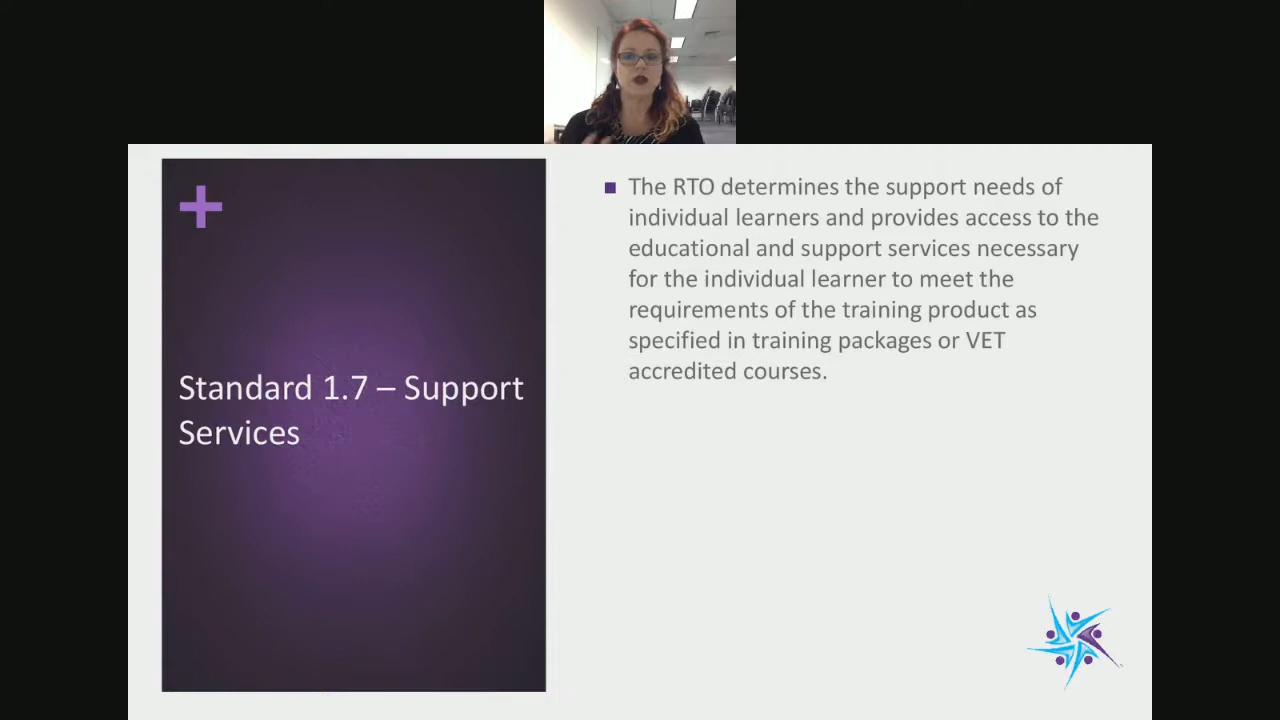 +
Standard 1.7 – Support
Services
■ The RTO determines the support needs of
individual learners and provides access to the
educational and support services necessary
for the individual learner to meet the
requirements of the training product as
specified in training packages or VET
accredited courses.